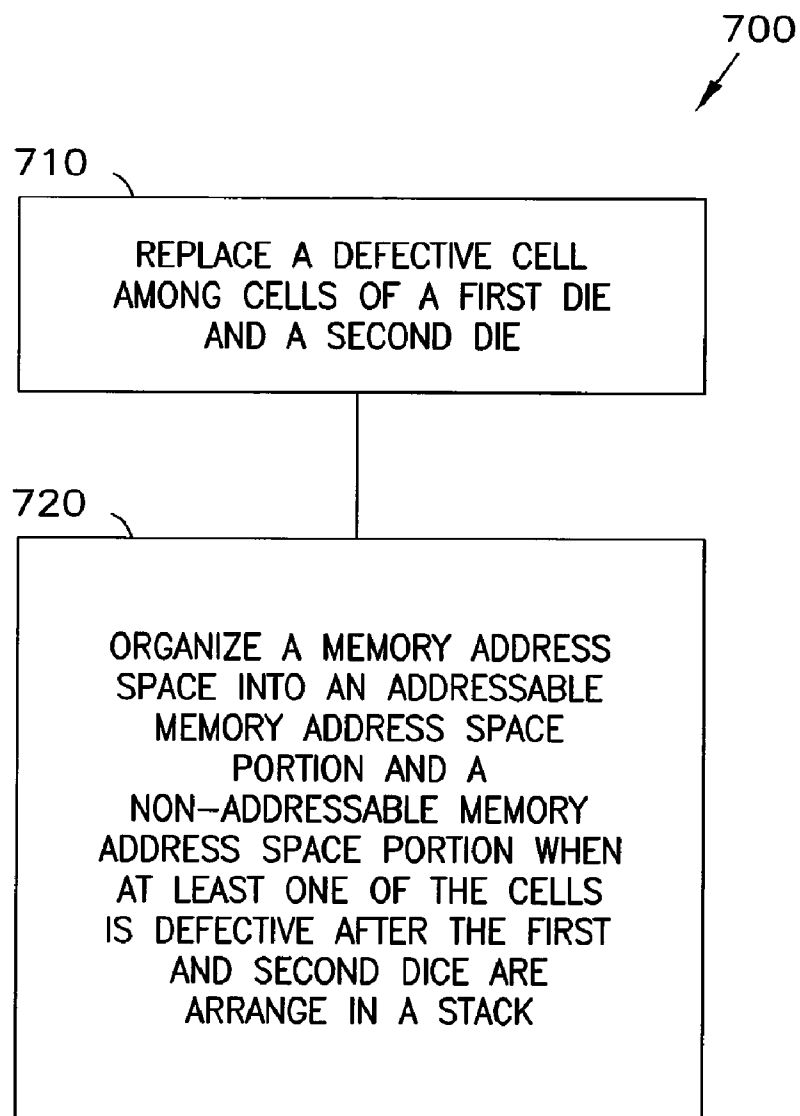 700
710
REPLACE A DEFECTIVE CELL
AMONG CELLS OF A FIRST DIE
AND A SECOND DIE
720
ORGANIZE A MEMORY ADDRESS
SPACE INTO AN ADDRESSABLE
MEMORY ADDRESS SPACE
PORTION AND A
NON-ADDRESSABLE MEMORY
ADDRESS SPACE PORTION WHEN
AT LEAST ONE OF THE CELLS
IS DEFECTIVE AFTER THE FIRST
AND SECOND DICE ARE
ARRANGE IN A STACK